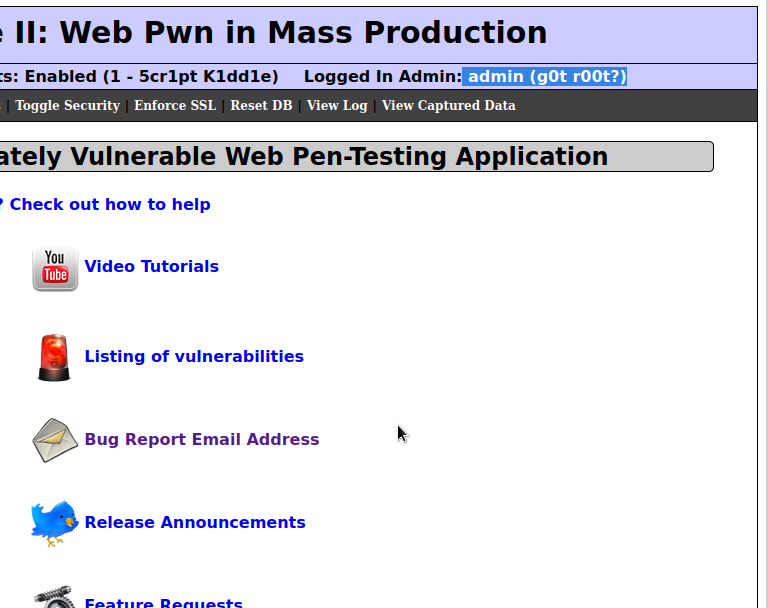 e II: Web Pwn in Mass Production
ts: Enabled (1 - 5cr1pt K1dd1e) Logged In Admin: admin (g0t r00t?)
| Toggle Security | Enforce SSL | Reset DB | View Log | View Captured Data
ately Vulnerable Web Pen-Testing Application
? Check out how to help
You
Tube
Video Tutorials
Listing of vulnerabilities
Bug Report Email Address
Release Announcements
Feature Requests